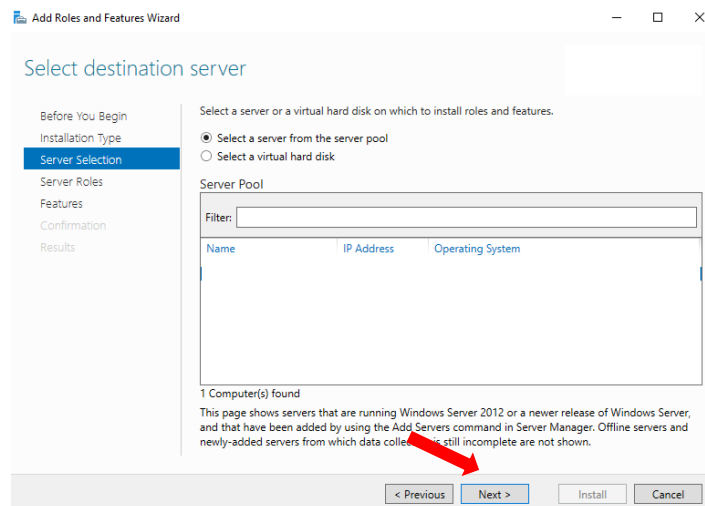 Add Roles and Features Wizard
Select destination server
Before You Begin
Installation Type
Server Selection
Server Roles
Features
Confirmation
Results
Select a server or a virtual hard disk on which to install roles and features.
Select a server from the server pool
Select a virtual hard disk
Server Pool
Filter:
Name IP Address Operating System
1 Computer(s) found
This page shows servers that are running Windows Server 2012 or a newer release of Windows Server,
and that have been added by using the Add Servers command in Server Manager. Offline servers and
newly-added servers from which data is still incomplete are not shown.
< Previous Next > Install Cancel